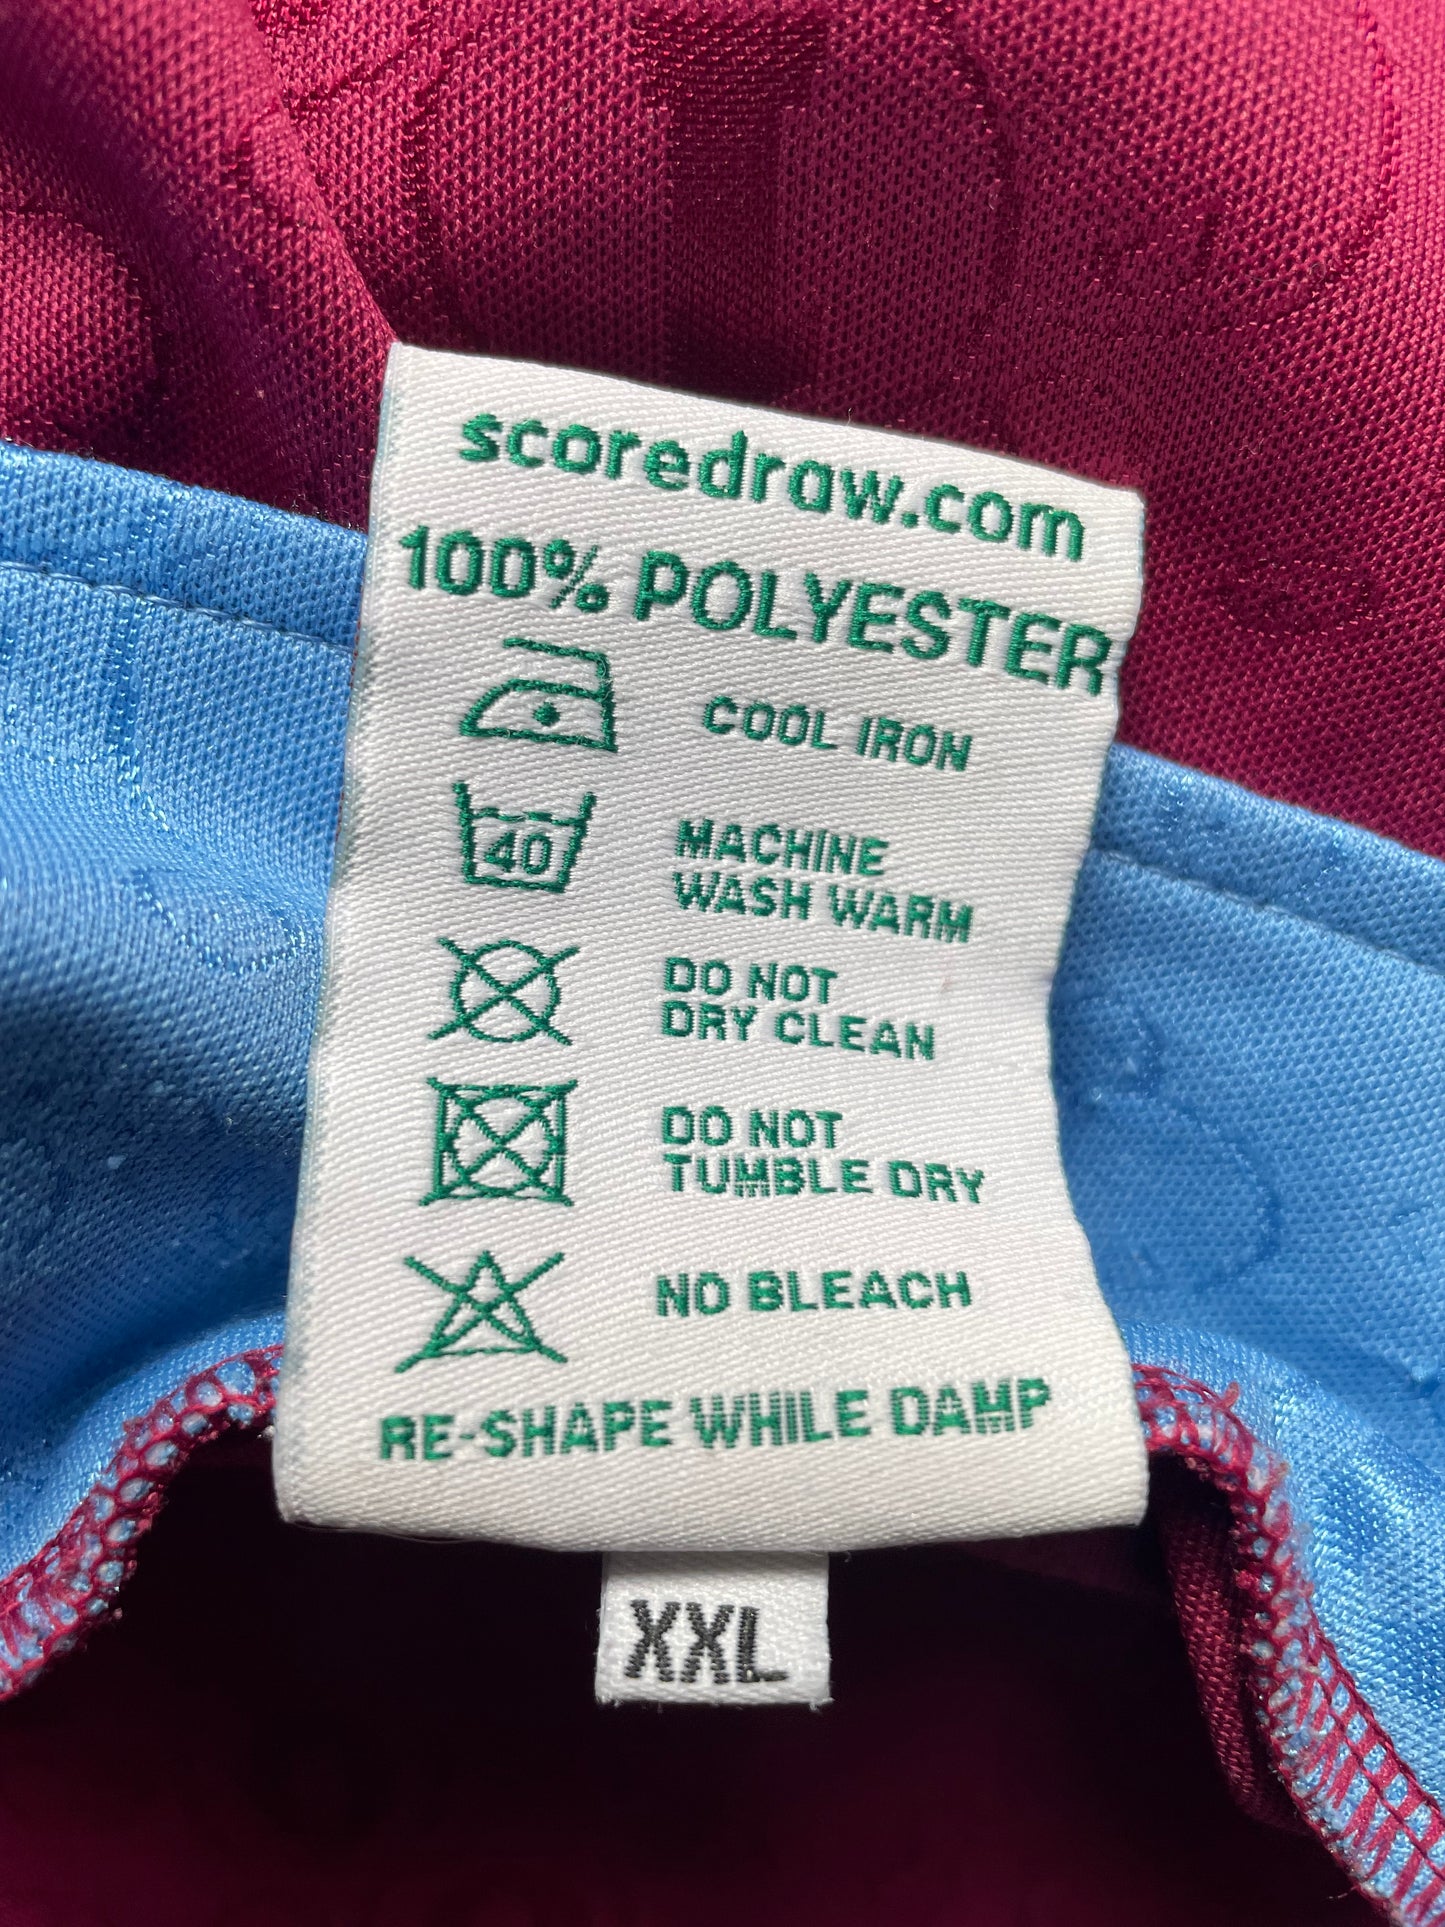 scoredraw.com
100% POLYESTER
COOL IRON
40
MACHINE
WASH WARM
DO NOT
DRY CLEAN
DO NOT
TUMBLE DRY
NO BLEACH
RE-SHAPE WHILE DAMP
XXL